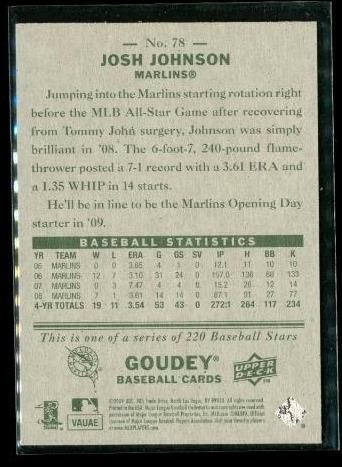 — No. 78 —
JOSH JOHNSON
MARLINS®
Jumping into the Marlins starting rotation right
before the MLB All-Star Game after recovering
from Tommy John surgery, Johnson was simply
brilliant in '08. The 6-foot-7, 240-pound flame-
thrower posted a 7-1 record with a 3.61 ERA and
a 1.35 WHIP in 14 starts.
He'll be in line to be the Marlins Opening Day
starter in '09.
BASEBALL STATISTICS
YR TEAM W L ERA G GS SV IP H BB K
05 MARLINS 0 0 3.65 4 1 0 12.1 11 10 10
06 MARLINS 12 7 3.10 31 24 0 157.0 136 68 133
07 MARLINS 0 3 7.47 4 4 0 15.2 26 12 14
08 MARLINS 7 1 3.61 14 14 0 87.1 91 27 77
4-YR TOTALS 19 11 3.54 53 43 0 272:1 264 117 234
This is one of a series of 220 Baseball Stars
GOUDEY®
BASEBALL CARDS
UPPER DECK
VAUAE